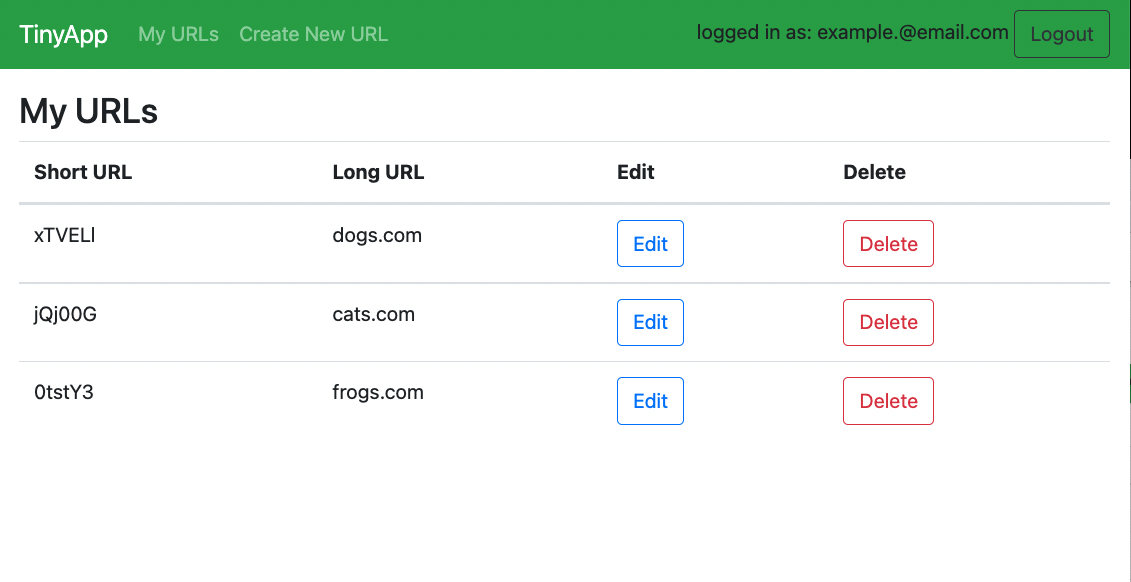 TinyApp My URLs Create New URL logged in as: example.@email.com Logout
My URLs
Short URL Long URL Edit Delete
xTVELl dogs.com Edit Delete
jQj00G cats.com Edit Delete
0tstY3 frogs.com Edit Delete